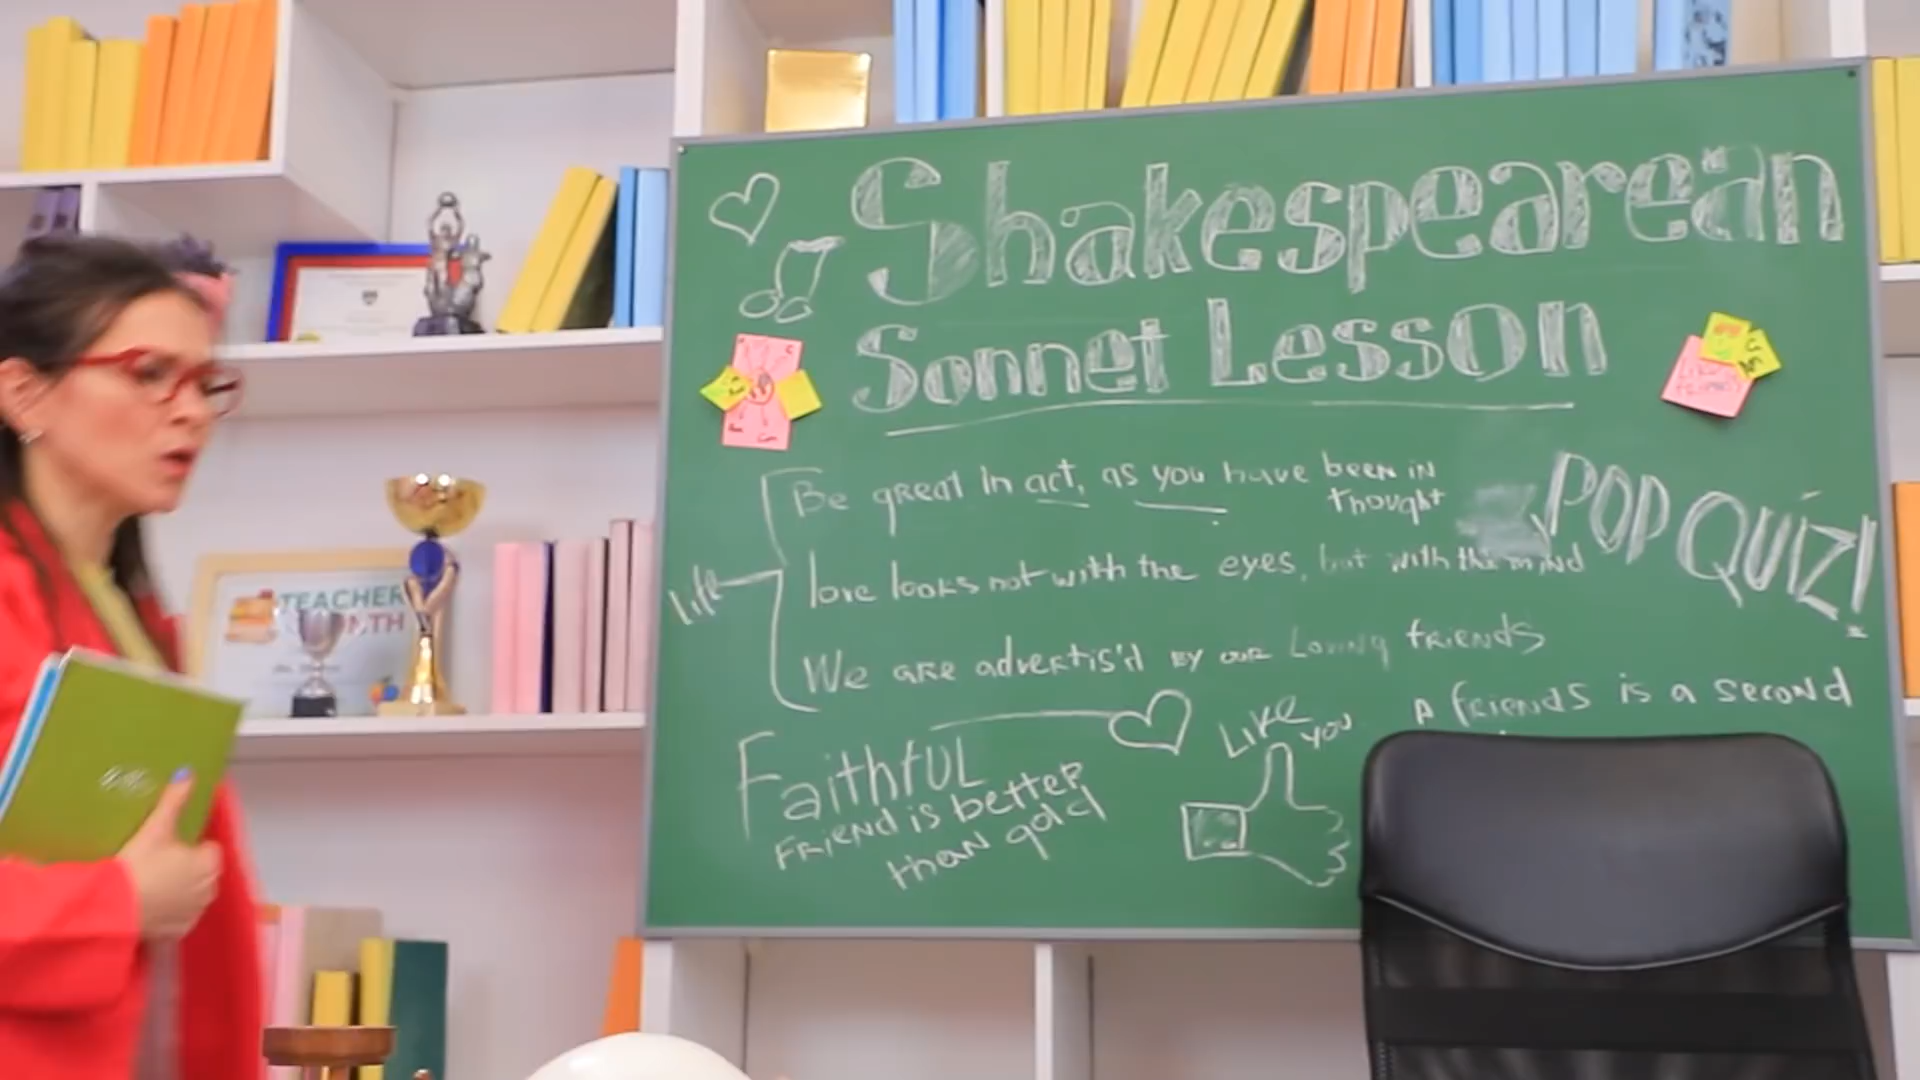 Shakespearean
Sonnet Lesson
Be great in act, as you have been in
thought
POP QUIZ!
life
love looks not with the eyes, but with the mind
We are advertis'd by our Loving friends
A friends is a second
Like
you
Faithful
Friend is better
than gold
TEACHER